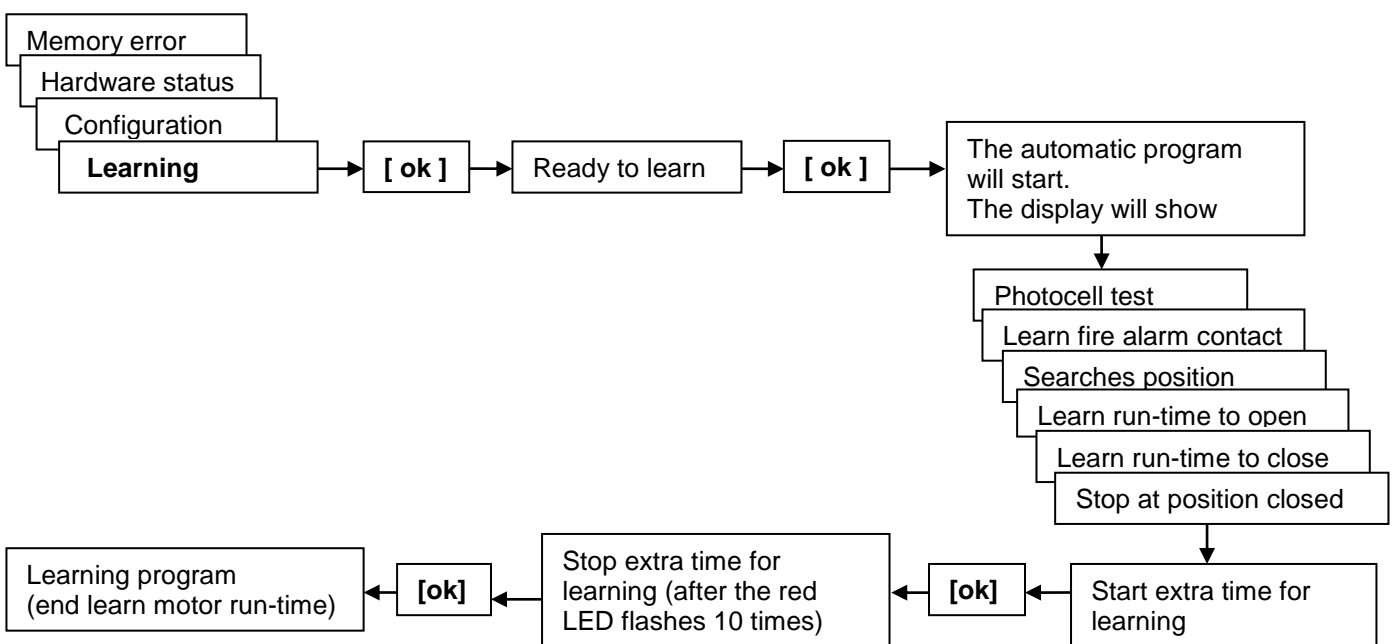 Memory error
Hardware status
Configuration
Learning
[ ok ]
Ready to learn
[ ok ]
The automatic program
will start.
The display will show
Photocell test
Learn fire alarm contact
Searches position
Learn run-time to open
Learn run-time to close
Stop at position closed
Start extra time for
learning
[ok]
Stop extra time for
learning (after the red
LED flashes 10 times)
[ok]
Learning program
(end learn motor run-time)